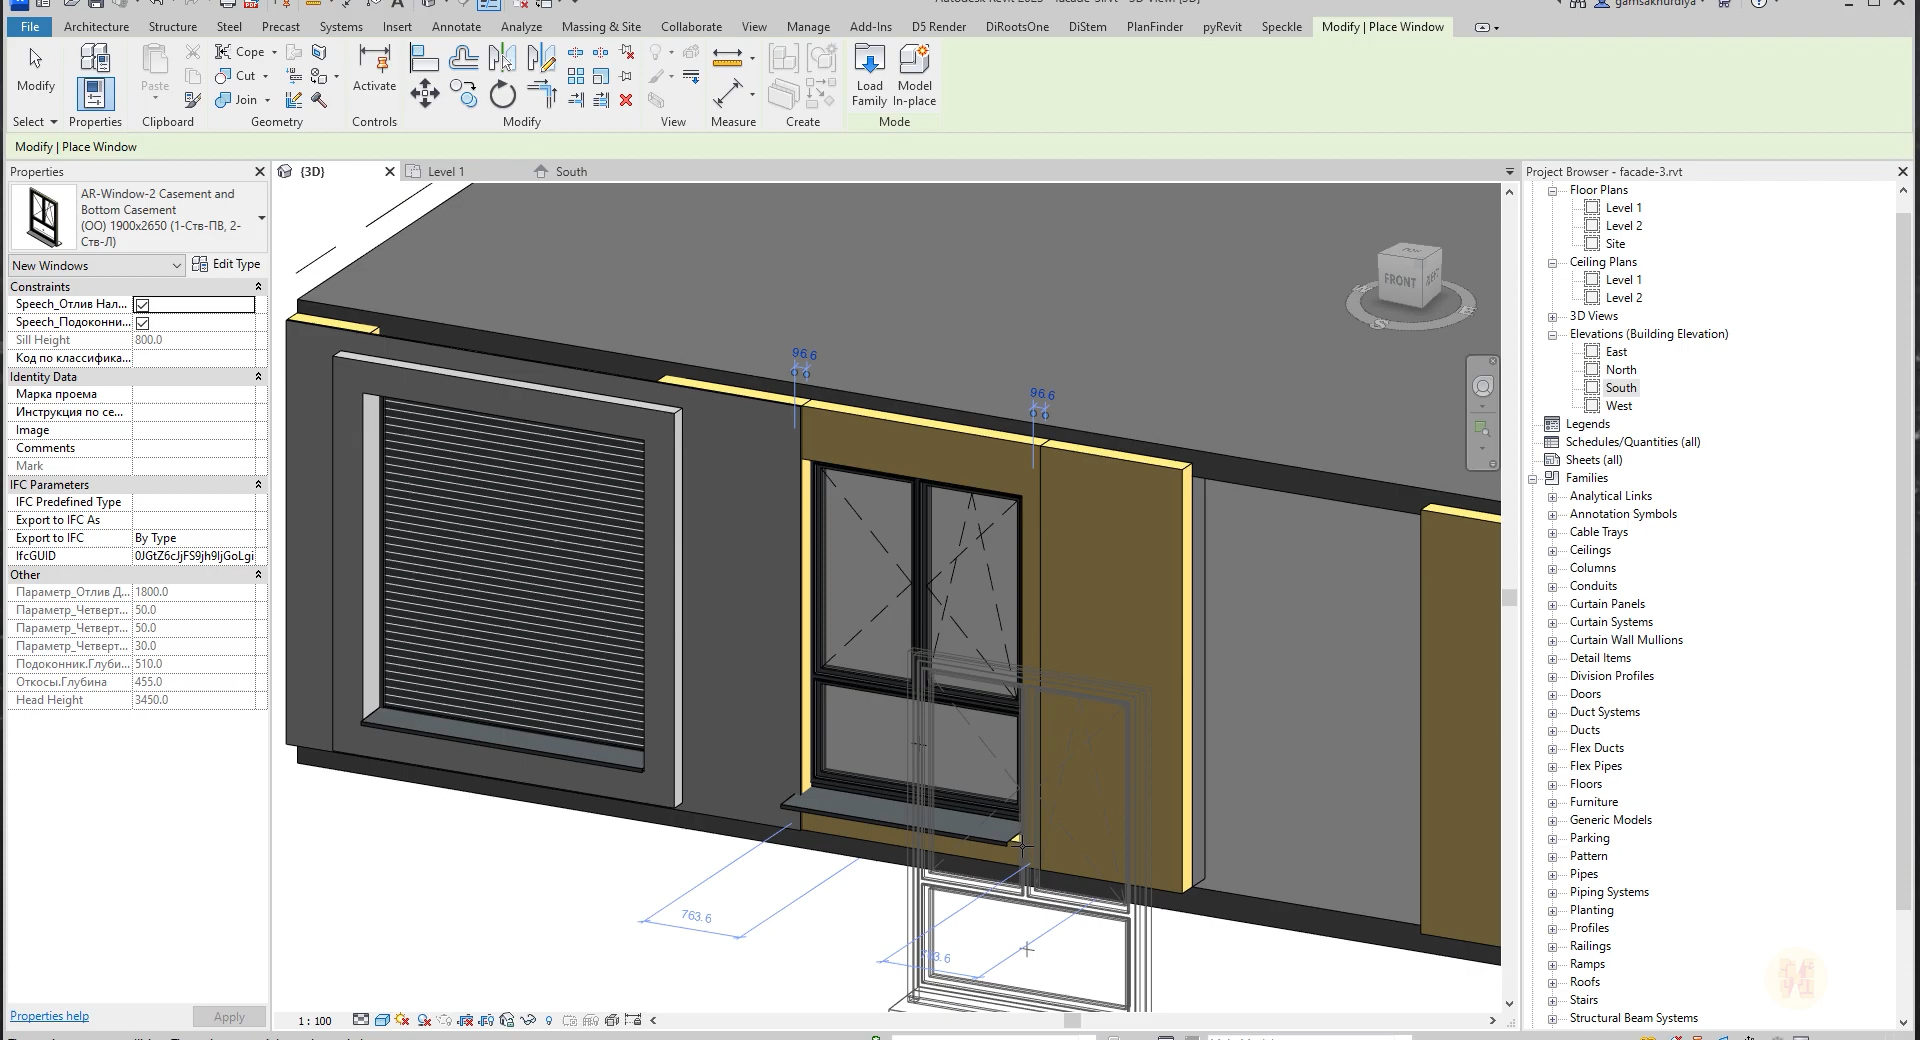 gamsakhurdiya
File Architecture Structure Steel Precast Systems Insert Annotate Analyze Massing & Site Collaborate View Manage Add-Ins D5 Render DiRootsOne DiStem PlanFinder pyRevit Speckle Modify | Place Window
Modify Paste Cope Cut Join Activate Load Family Model In-place
Select Properties Clipboard Geometry Controls Modify View Measure Create Mode
Modify | Place Window
Properties
{3D} Level 1 South
Project Browser - facade-3.rvt
AR-Window-2 Casement and
Bottom Casement
(OO) 1900x2650 (1-Ств-ПВ, 2-
Ств-Л)
New Windows Edit Type
Constraints
Speech_Отлив Нал...
Speech_Подоконни...
Sill Height 800.0
Код по классифика...
Identity Data
Марка проема
Инструкция по се...
Image
Comments
Mark
IFC Parameters
IFC Predefined Type
Export to IFC As
Export to IFC By Type
IfcGUID 0JGtZ6cJjFS9jh9IjGoLgi
Other
Параметр_Отлив Д... 1800.0
Параметр_Четверт... 50.0
Параметр_Четверт... 50.0
Параметр_Четверт... 30.0
Подоконник.Глуби... 510.0
Откосы.Глубина 455.0
Head Height 3450.0
Properties help Apply
96.6
96.6
763.6
FRONT
S
1 : 100
Floor Plans
Level 1
Level 2
Site
Ceiling Plans
Level 1
Level 2
3D Views
Elevations (Building Elevation)
East
North
South
West
Legends
Schedules/Quantities (all)
Sheets (all)
Families
Analytical Links
Annotation Symbols
Cable Trays
Ceilings
Columns
Conduits
Curtain Panels
Curtain Systems
Curtain Wall Mullions
Detail Items
Division Profiles
Doors
Duct Systems
Ducts
Flex Ducts
Flex Pipes
Floors
Furniture
Generic Models
Parking
Pattern
Pipes
Piping Systems
Planting
Profiles
Railings
Ramps
Roofs
Stairs
Structural Beam Systems